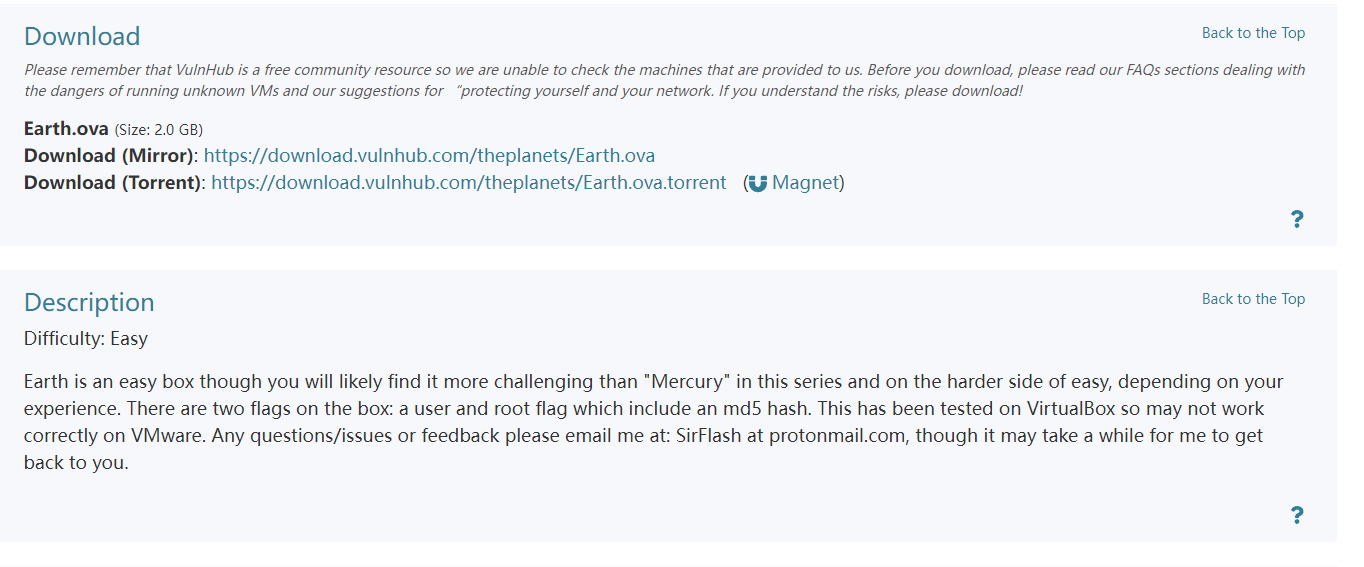 Download
Back to the Top
Please remember that VulnHub is a free community resource so we are unable to check the machines that are provided to us. Before you download, please read our FAQs sections dealing with
the dangers of running unknown VMs and our suggestions for “protecting yourself and your network. If you understand the risks, please download!
Earth.ova (Size: 2.0 GB)
Download (Mirror): https://download.vulnhub.com/theplanets/Earth.ova
Download (Torrent): https://download.vulnhub.com/theplanets/Earth.ova.torrent (Magnet)
?
Description
Back to the Top
Difficulty: Easy
Earth is an easy box though you will likely find it more challenging than "Mercury" in this series and on the harder side of easy, depending on your
experience. There are two flags on the box: a user and root flag which include an md5 hash. This has been tested on VirtualBox so may not work
correctly on VMware. Any questions/issues or feedback please email me at: SirFlash at protonmail.com, though it may take a while for me to get
back to you.
?